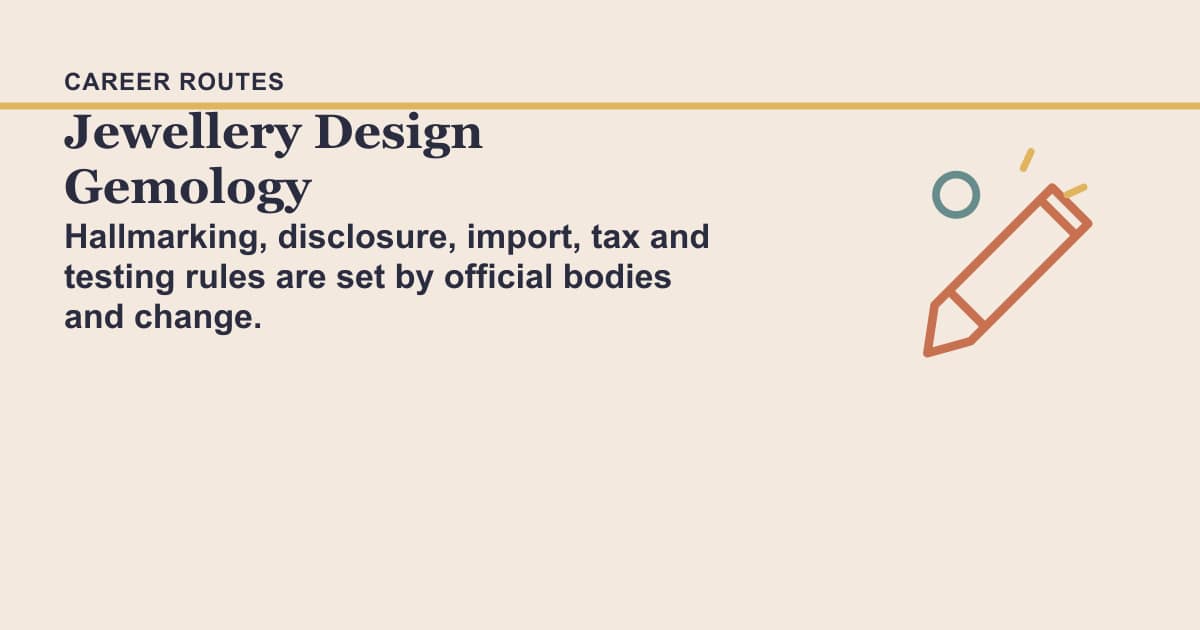 CAREER ROUTES
Jewellery Design
Gemology
Hallmarking, disclosure, import, tax and
testing rules are set by official bodies
and change.